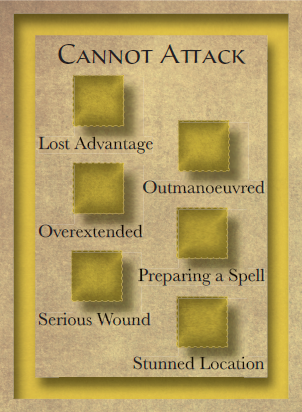 Cannot Attack
Lost Advantage
Outmanoeuvred
Overextended
Preparing a Spell
Serious Wound
Stunned Location